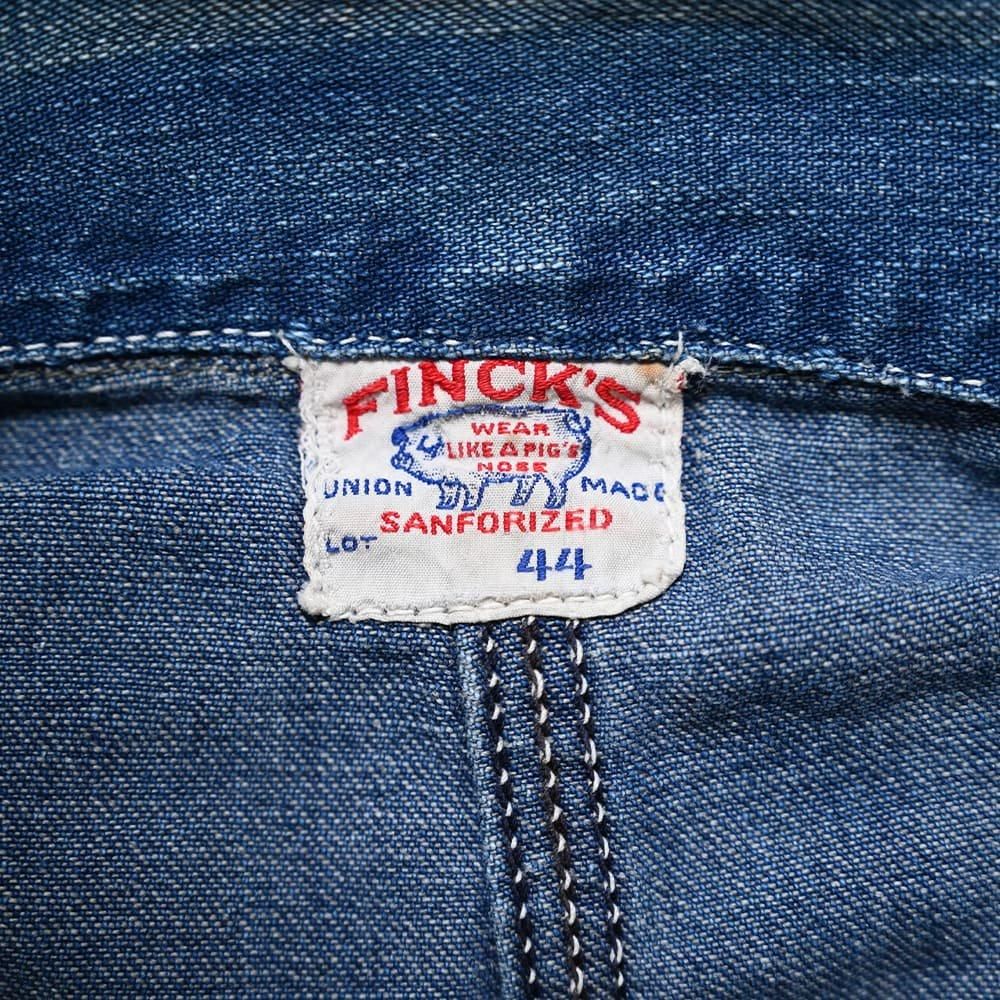 FINCK'S
WEAR
LIKE A PIG'S
NOSE
UNION MADE
SANFORIZED
LOT 44